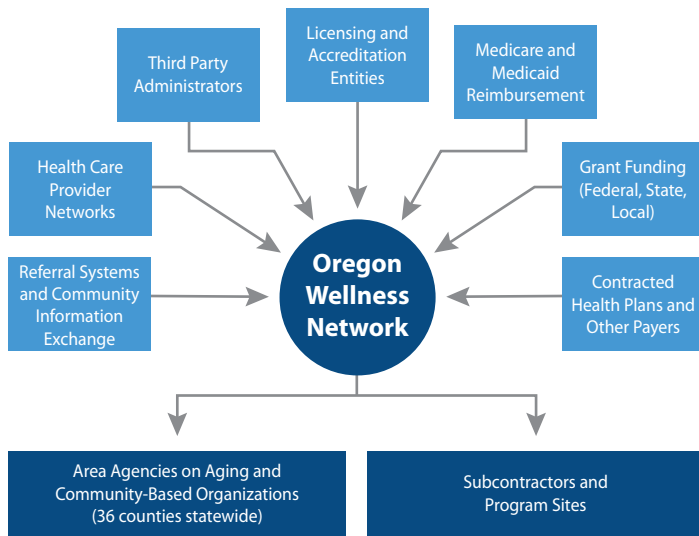 Third Party
Administrators
Licensing and
Accreditation
Entities
Medicare and
Medicaid
Reimbursement
Health Care
Provider
Networks
Grant Funding
(Federal, State,
Local)
Referral Systems
and Community
Information
Exchange
Oregon
Wellness
Network
Contracted
Health Plans and
Other Payers
Area Agencies on Aging and
Community-Based Organizations
(36 counties statewide)
Subcontractors and
Program Sites